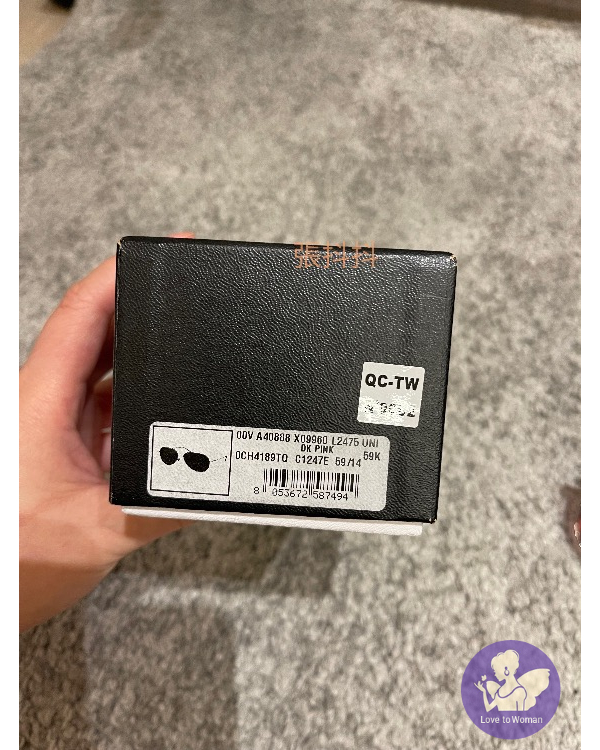 張抖抖
QC-TW
00V A40888 X09960 L2475 UNI
DK PINK
59K
0CH4189TQ C1247E 59/14
8 053672 587494
Love to Woman